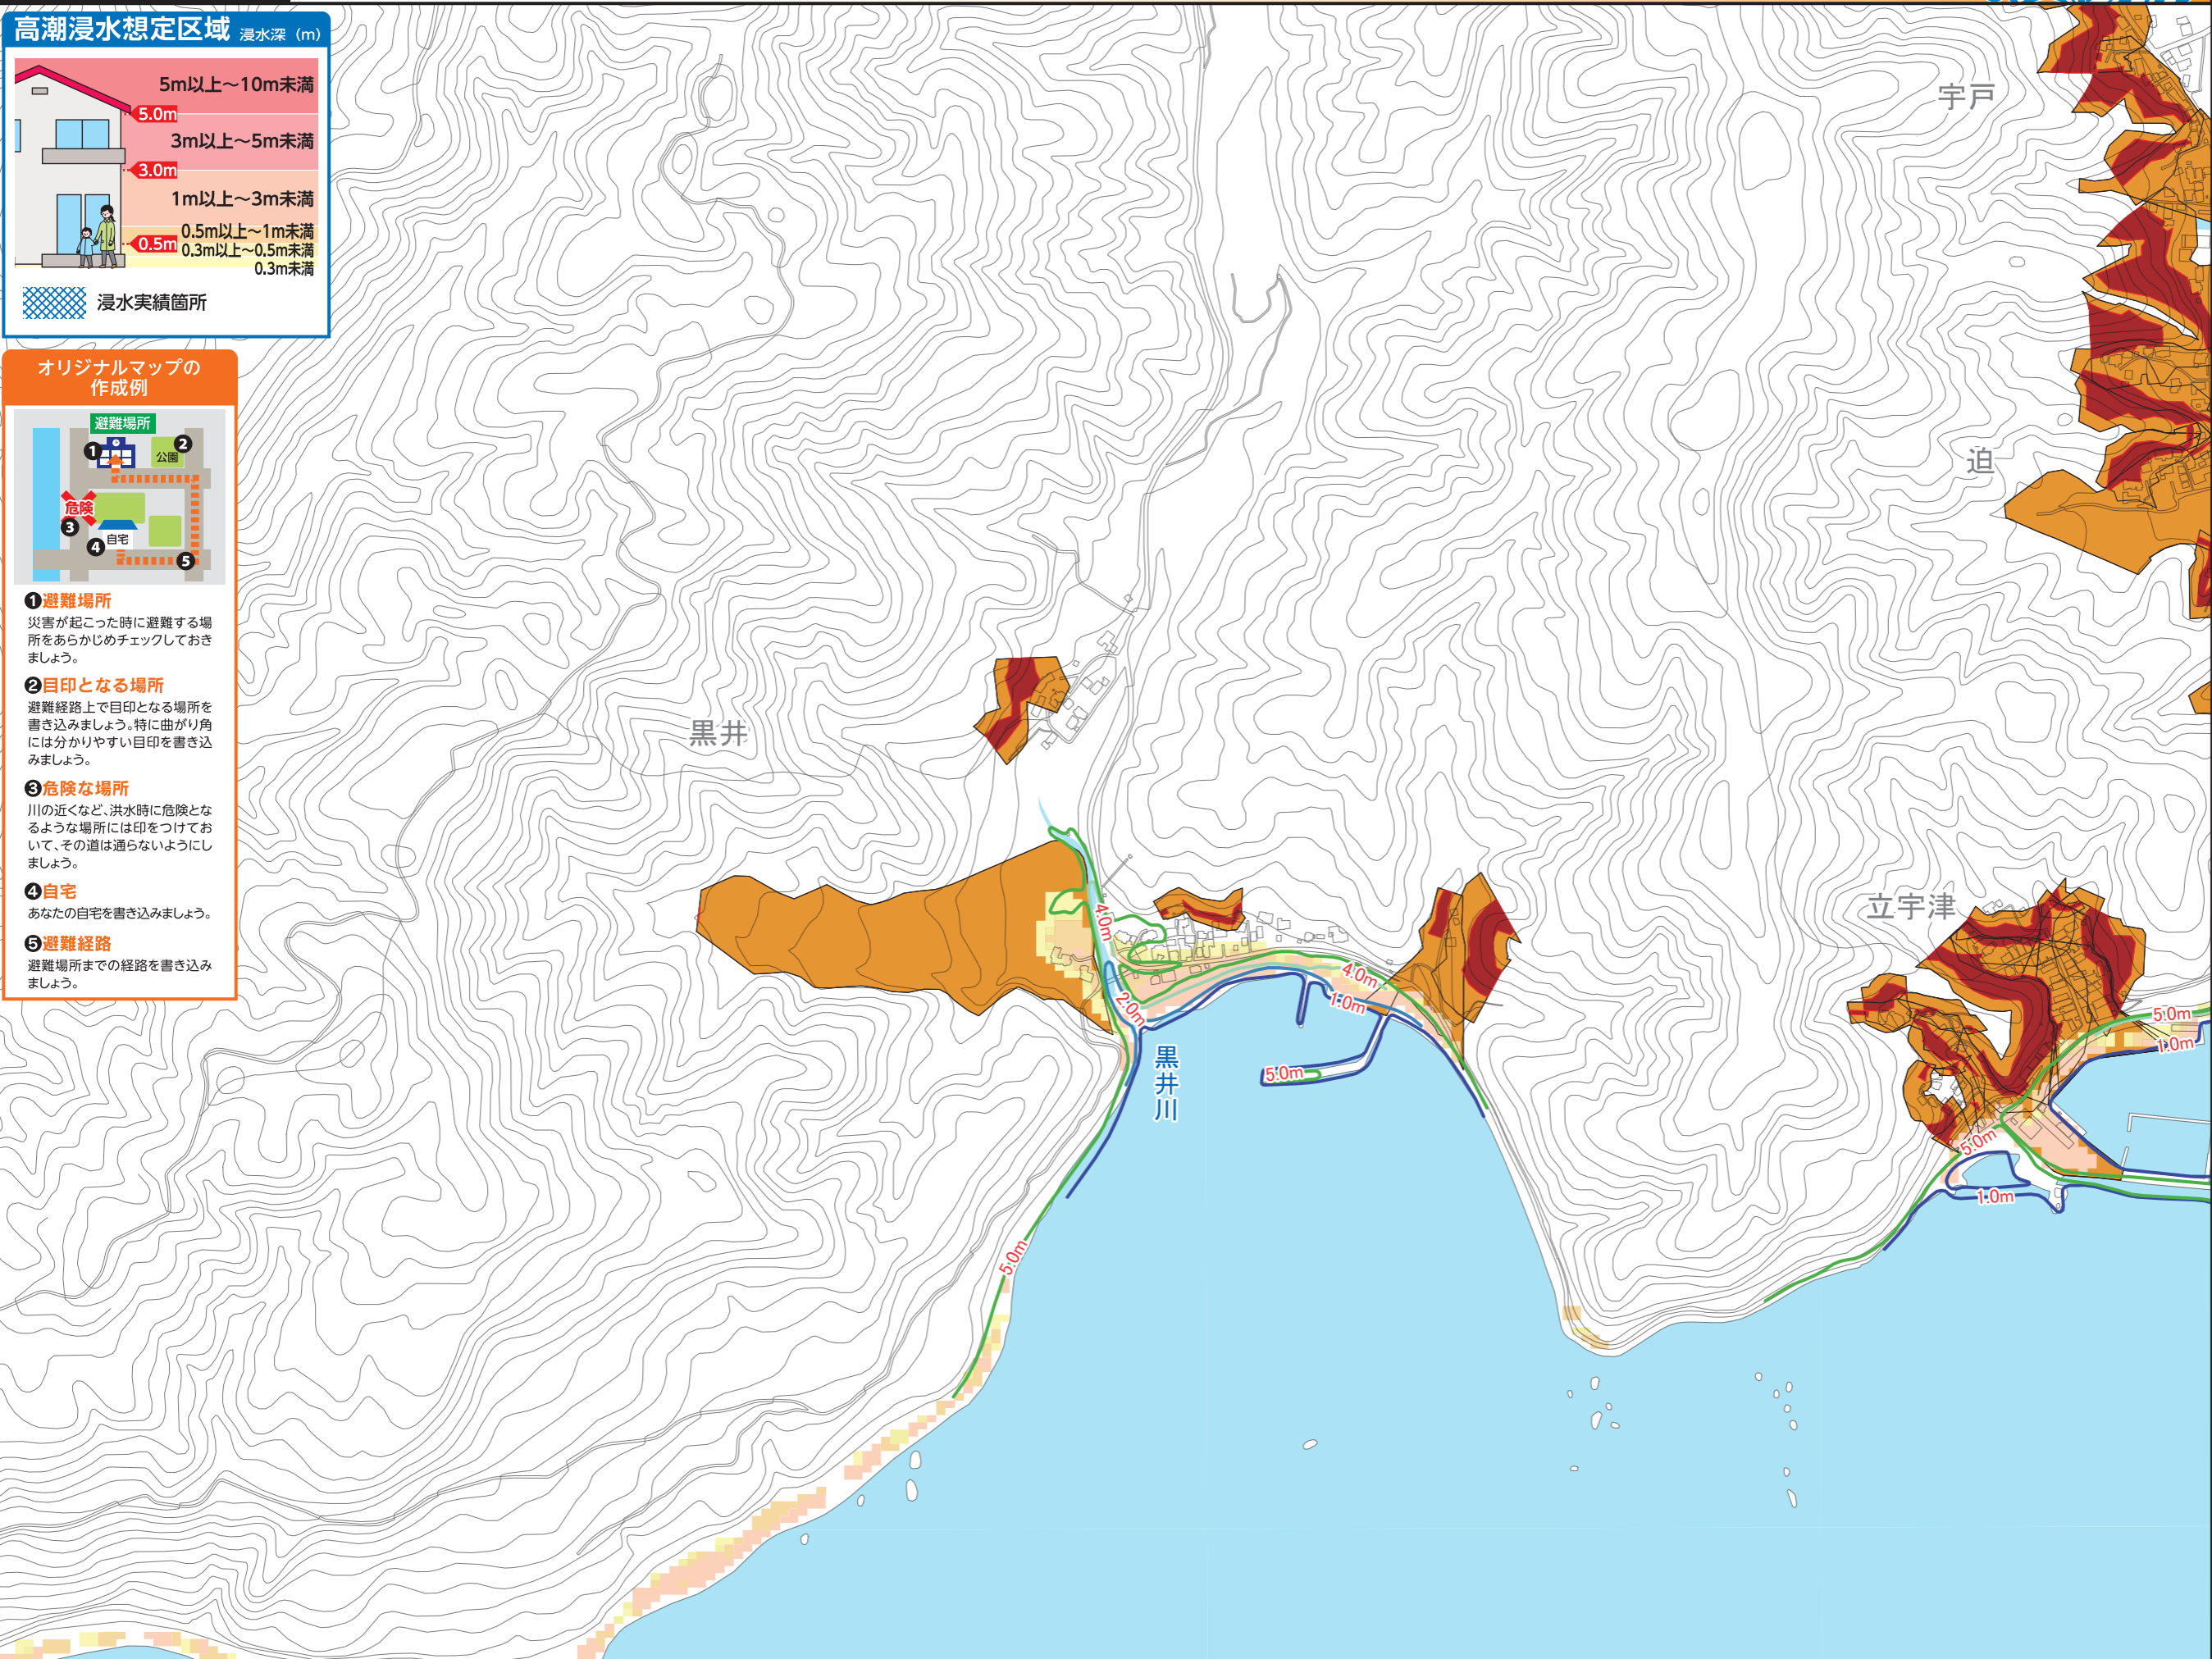 高潮浸水想定区域 浸水深（m）
5m以上～10m未満
5.0m
3m以上～5m未満
3.0m
1m以上～3m未満
0.5m以上～1m未満
0.5m
0.3m以上～0.5m未満
0.3m未満
浸水実績箇所
オリジナルマップの
作成例
避難場所
1
2
公園
危険
3
自宅
4
5
1避難場所
災害が起こった時に避難する場
所をあらかじめチェックしておき
ましょう。
2目印となる場所
避難経路上で目印となる場所を
書き込みましょう。特に曲がり角
には分かりやすい目印を書き込
みましょう。
3危険な場所
川の近くなど、洪水時に危険とな
るような場所には印をつけてお
いて、その道は通らないようにし
ましょう。
4自宅
あなたの自宅を書き込みましょう。
5避難経路
避難場所までの経路を書き込み
ましょう。
宇戸
迫
黒井
立宇津
4.0m
2.0m
4.0m
1.0m
5.0m
黒井川
5.0m
5.0m
1.0m
5.0m
1.0m